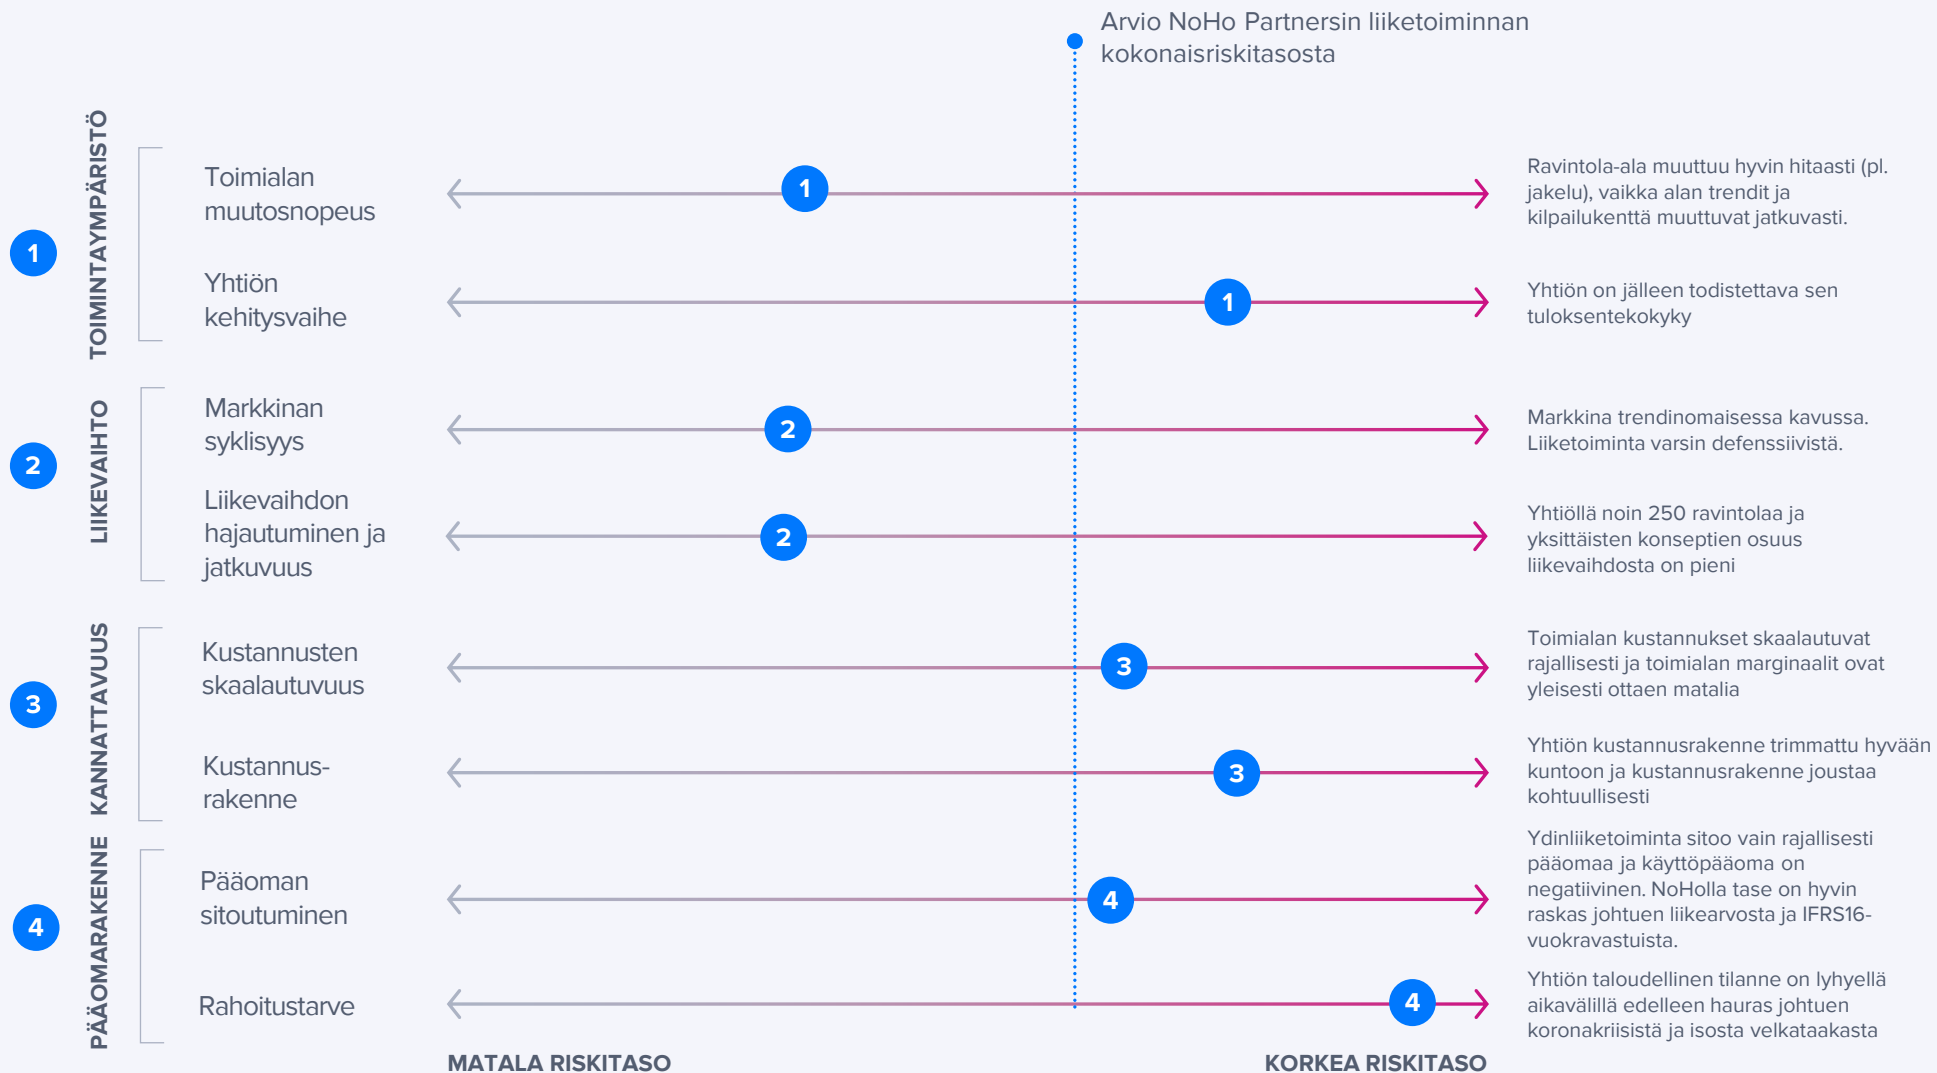 Arvio NoHo Partnersin liiketoiminnan
kokonaisriskitasosta
1
TOIMINTAYMPÄRISTÖ
Toimialan
muutosnopeus
1
Ravintola-ala muuttuu hyvin hitaasti (pl.
jakelu), vaikka alan trendit ja
kilpailukenttä muuttuvat jatkuvasti.
Yhtiön
kehitysvaihe
1
Yhtiön on jälleen todistettava sen
tuloksentekokyky
2
LIIKEVAIHTO
Markkinan
syklisyys
2
Markkina trendinomaisessa kavussa.
Liiketoiminta varsin defenssiivistä.
Liikevaihdon
hajautuminen ja
jatkuvuus
2
Yhtiöllä noin 250 ravintolaa ja
yksittäisten konseptien osuus
liikevaihdosta on pieni
3
KANNATTAVUUS
Kustannusten
skaalautuvuus
3
Toimialan kustannukset skaalautuvat
rajallisesti ja toimialan marginaalit ovat
yleisesti ottaen matalia
Kustannus-
rakenne
3
Yhtiön kustannusrakenne trimmattu hyvään
kuntoon ja kustannusrakenne joustaa
kohtuullisesti
4
PÄÄOMARAKENNE
Pääoman
sitoutuminen
4
Ydinliiketoiminta sitoo vain rajallisesti
pääomaa ja käyttöpääoma on
negatiivinen. NoHolla tase on hyvin
raskas johtuen liikearvosta ja IFRS16-
vuokravastuista.
Rahoitustarve
4
Yhtiön taloudellinen tilanne on lyhyellä
aikavälillä edelleen hauras johtuen
koronakriisistä ja isosta velkataakasta
MATALA RISKITASO
KORKEA RISKITASO